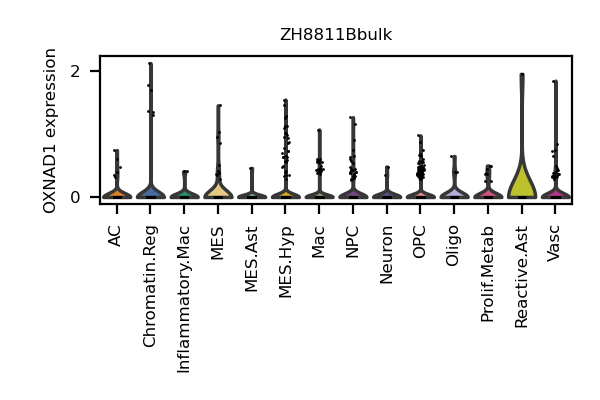 ZH8811Bbulk
OXNAD1 expression
2
0
AC
Chromatin.Reg
Inflammatory.Mac
MES
MES.Ast
MES.Hyp
Mac
NPC
Neuron
OPC
Oligo
Prolif.Metab
Reactive.Ast
Vasc